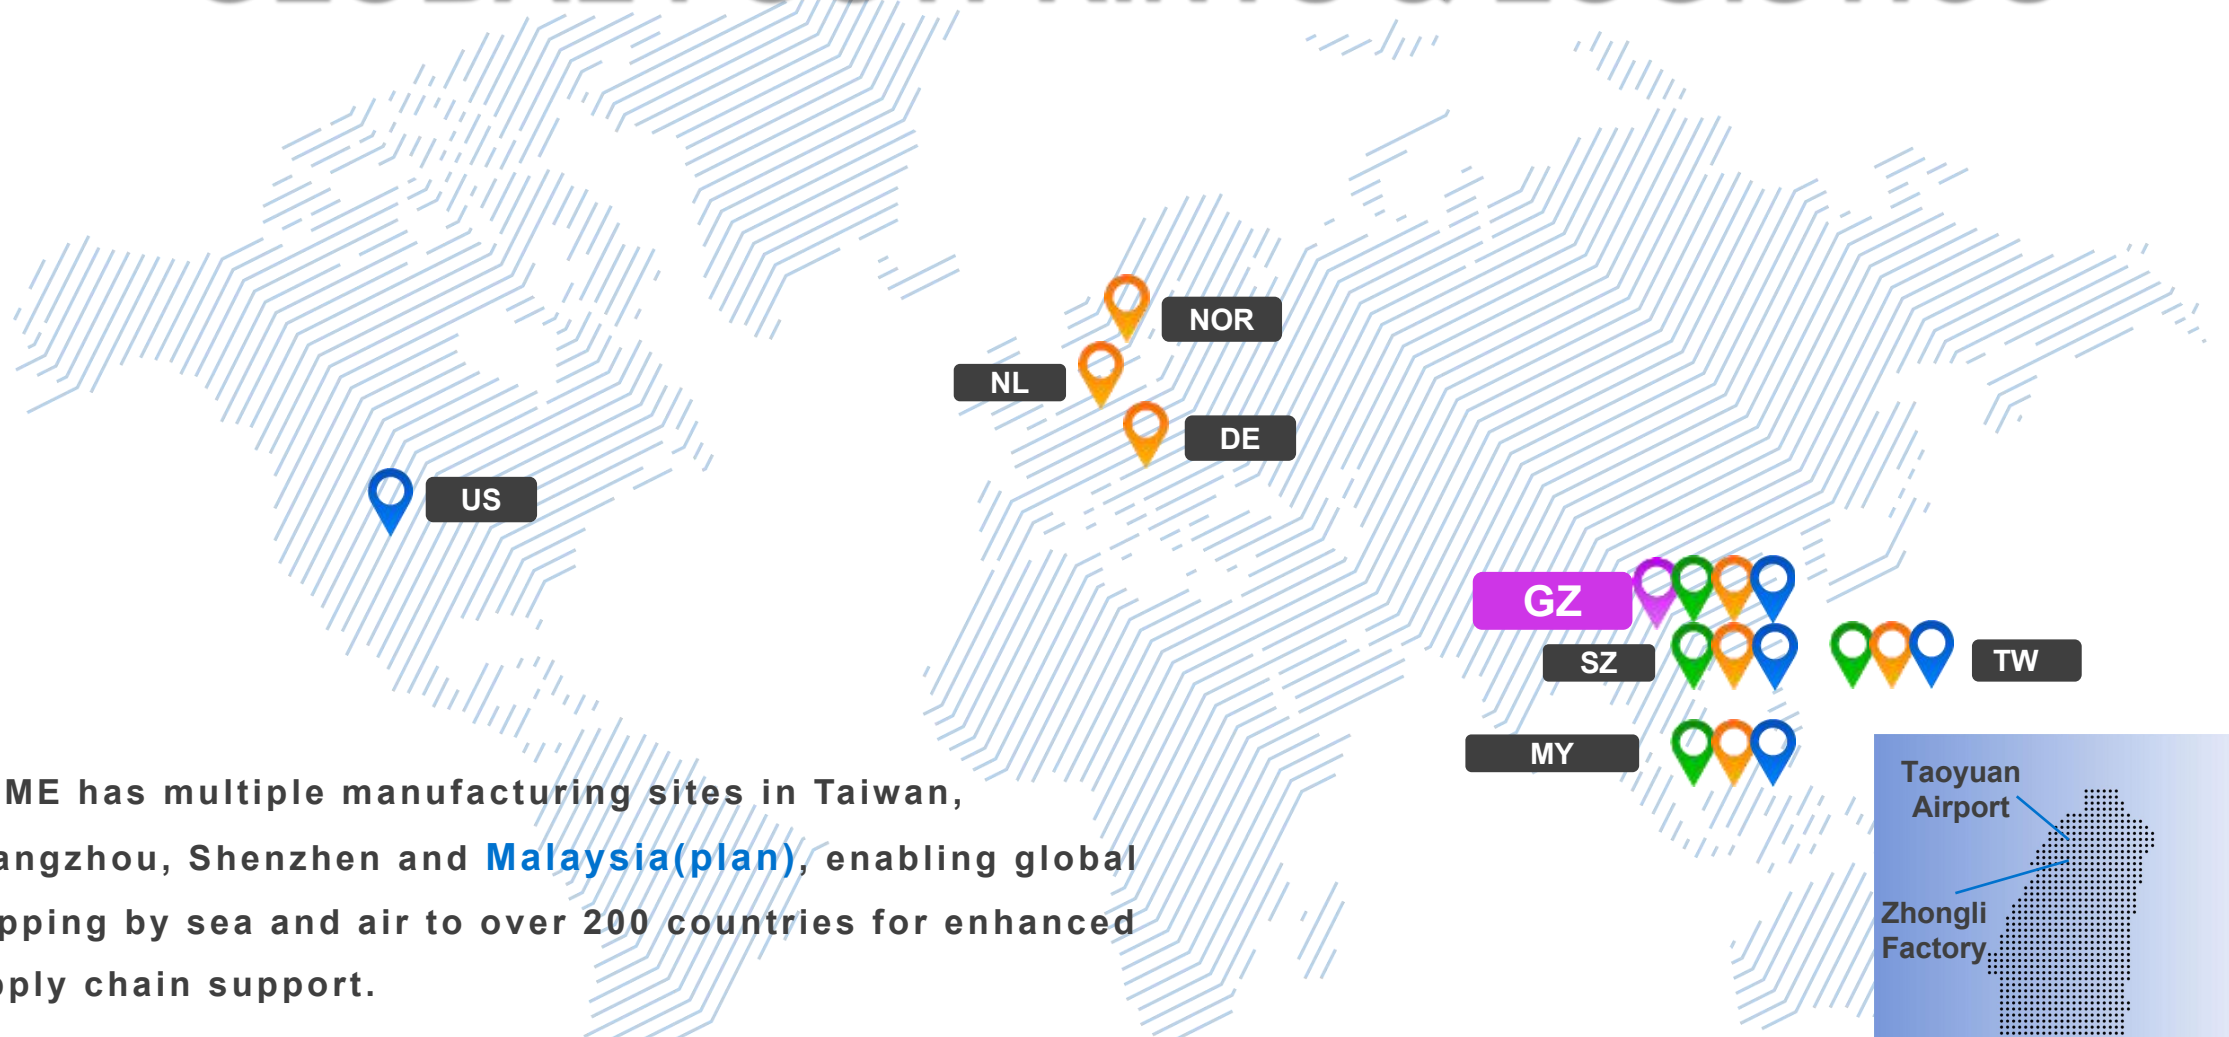 NOR
NL
DE
US
GZ
SZ
TW
MY
Taoyuan
Airport
Zhongli
Factory
ME has multiple manufacturing sites in Taiwan,
angzhou, Shenzhen and Malaysia(plan), enabling global
pping by sea and air to over 200 countries for enhanced
pply chain support.